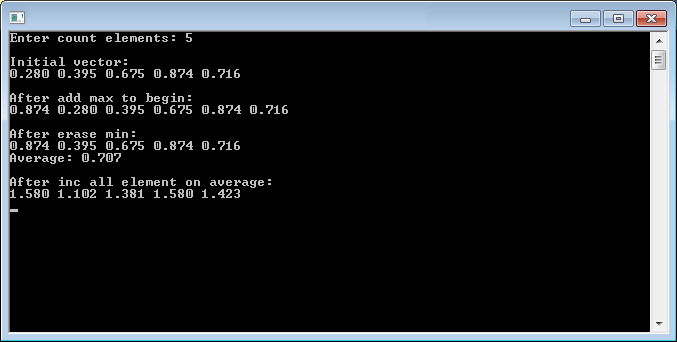 Enter count elements: 5
Initial vector:
0.280 0.395 0.675 0.874 0.716
After add max to begin:
0.874 0.280 0.395 0.675 0.874 0.716
After erase min:
0.874 0.395 0.675 0.874 0.716
Average: 0.707
After inc all element on average:
1.580 1.102 1.381 1.580 1.423